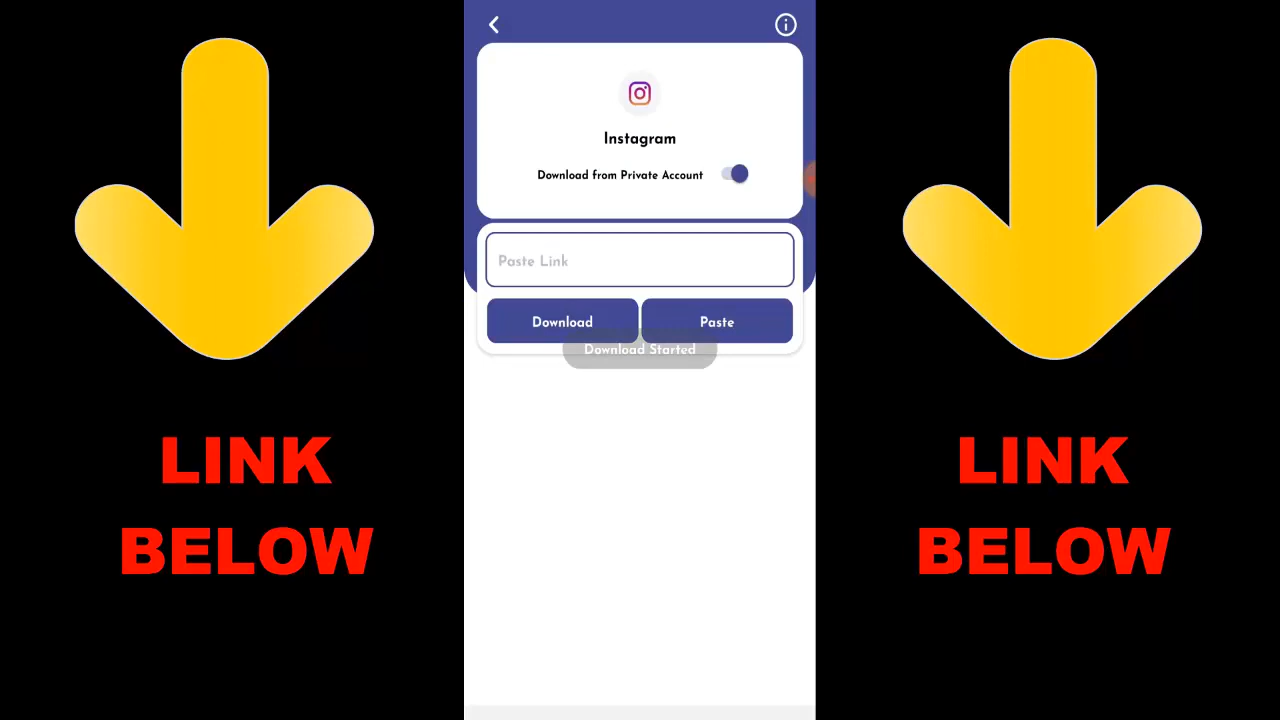 Instagram
Download from Private Account
Paste Link
Download
Paste
Download Started
LINK
BELOW
LINK
BELOW